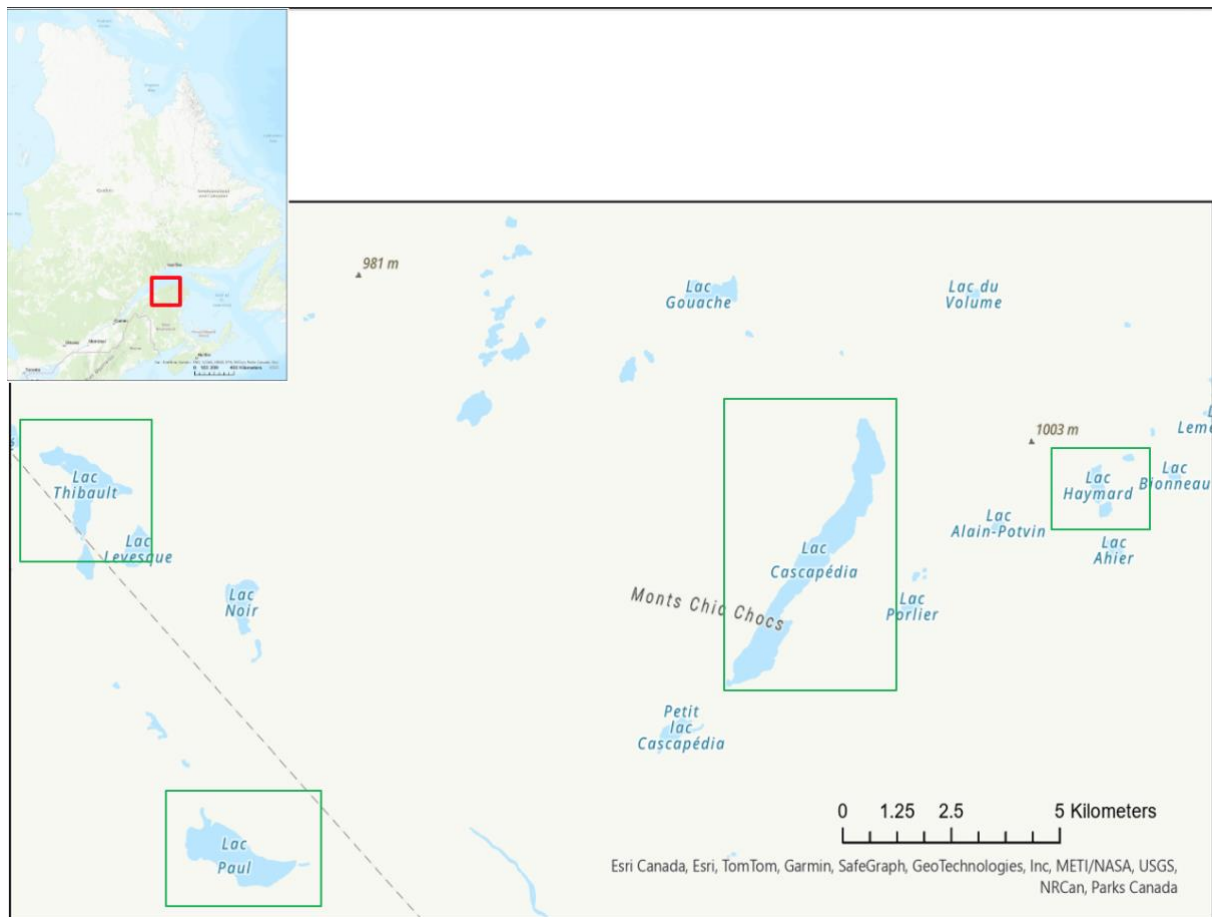 981 m
Lac
Gouache
Lac du
Volume
1003 m
Lac
Thibault
Lac
Levesque
Lac
Noir
Lac
Cascapédia
Monts Chic Chocs
Lac
Haymard
Lac
Bionneau
Lac
Alain-Potvin
Lac
Ahier
Lac
Porlier
Petit
lac
Cascapédia
Lac
Paul
0 1.25 2.5 5 Kilometers
Esri Canada, Esri, TomTom, Garmin, SafeGraph, GeoTechnologies, Inc, METI/NASA, USGS,
NRCan, Parks Canada